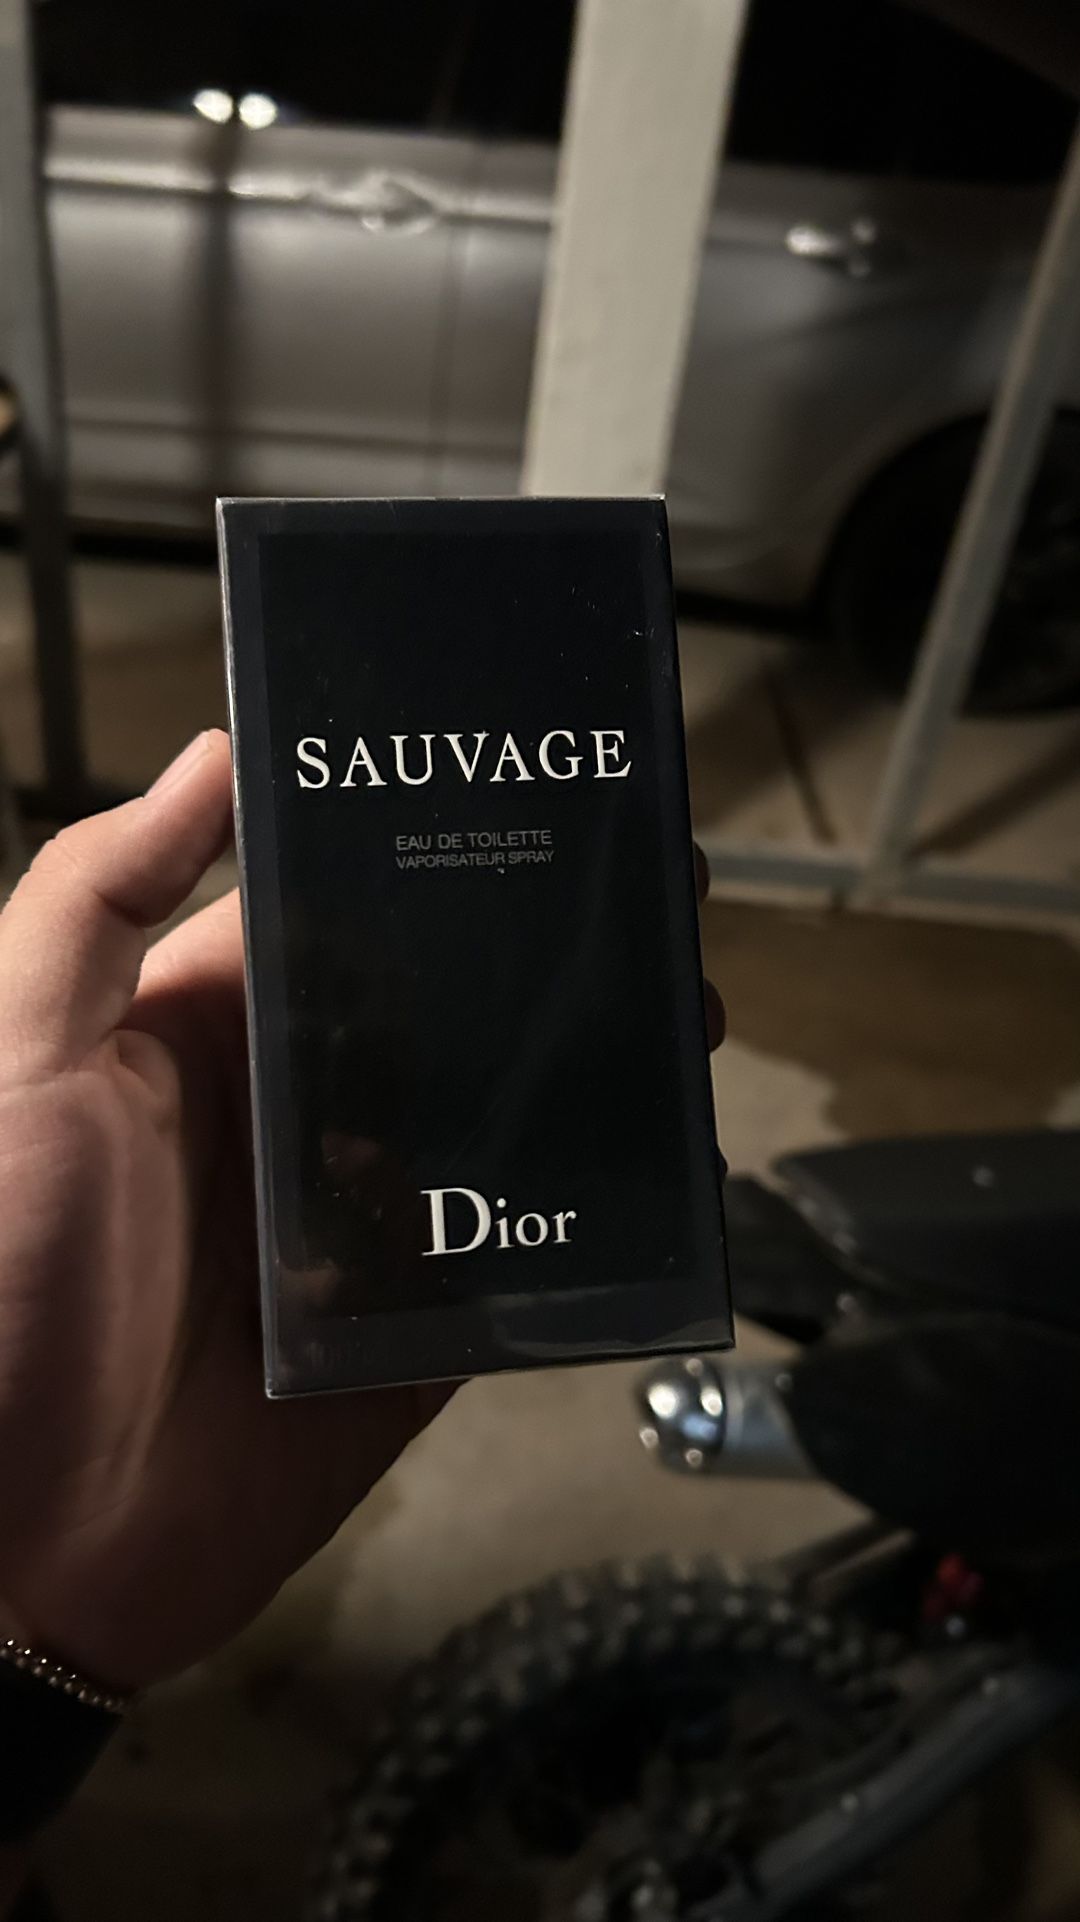 SAUVAGE
EAU DE TOILETTE
VAPORISATEUR SPRAY
Dior